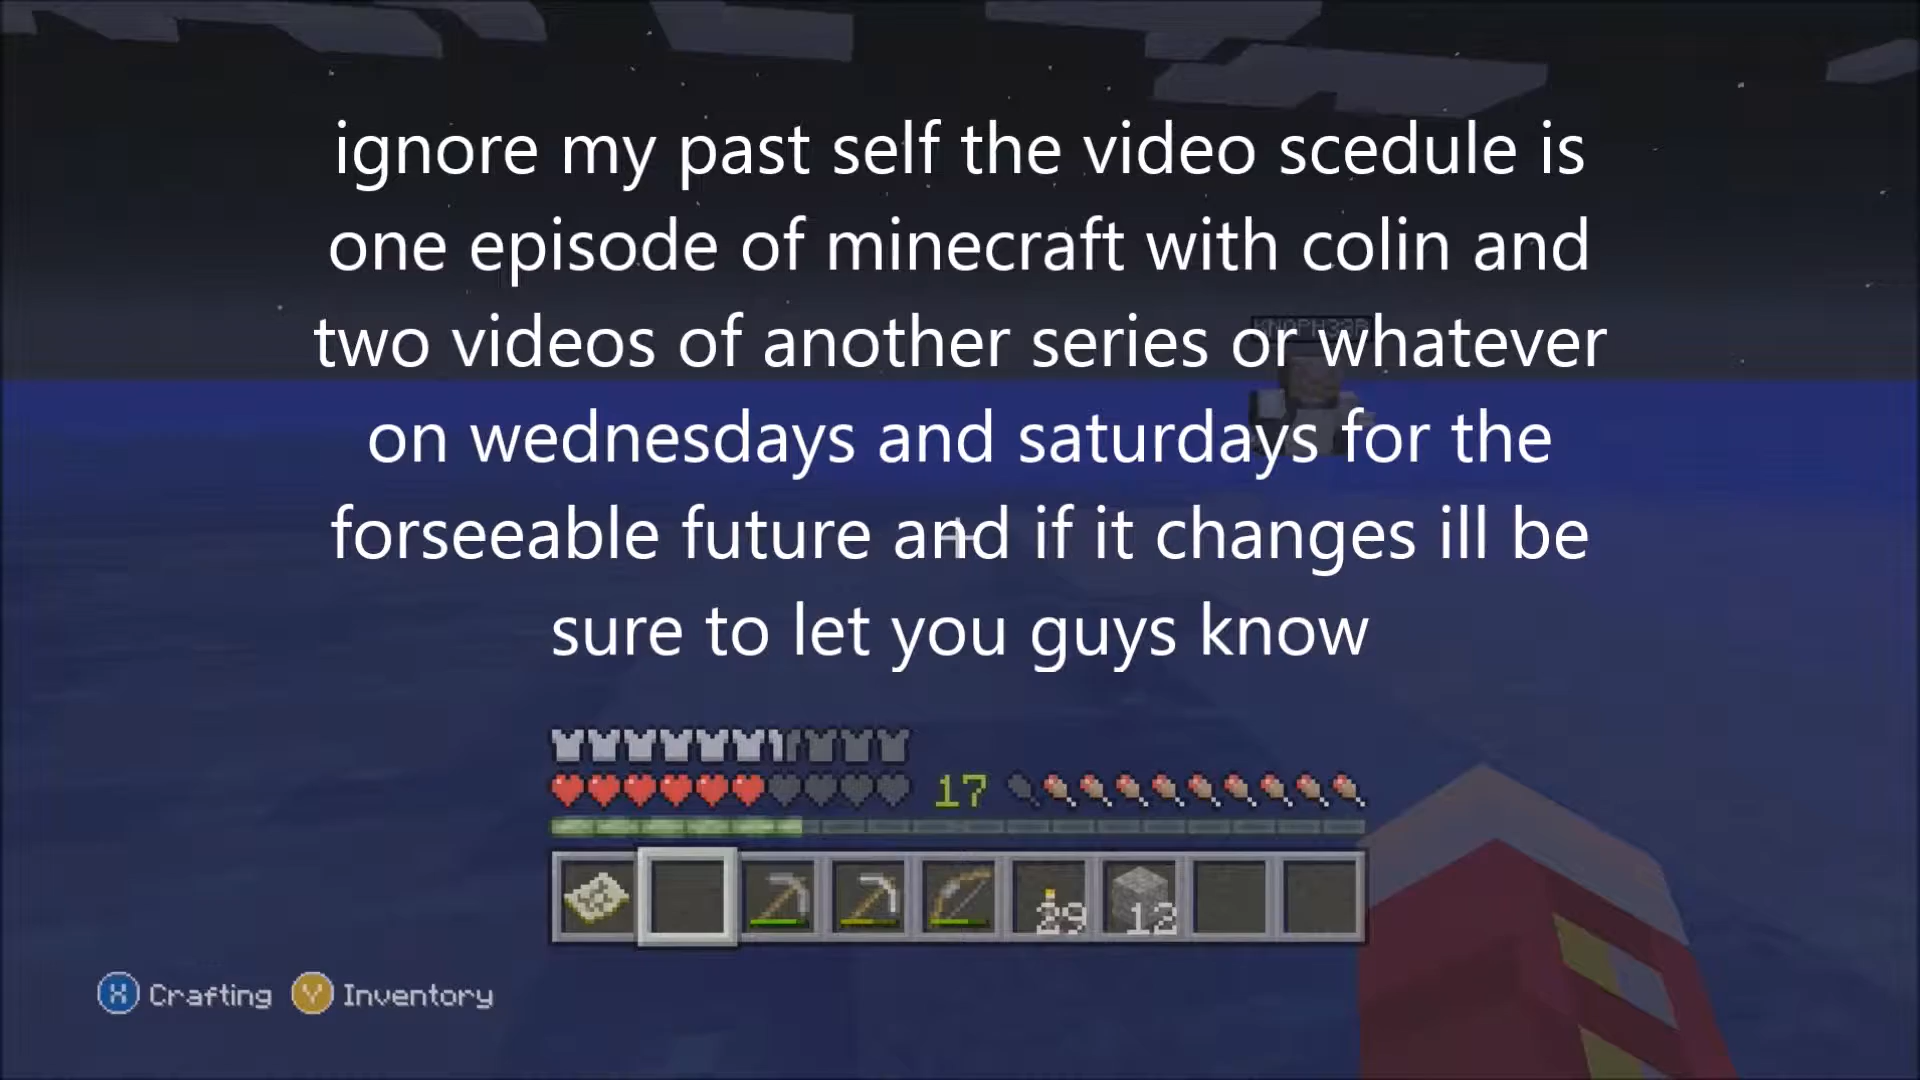 ignore my past self the video scedule is
one episode of minecraft with colin and
two videos of another series or whatever
on wednesdays and saturdays for the
forseeable future and if it changes ill be
sure to let you guys know
17
29
12
X Crafting Y Inventory